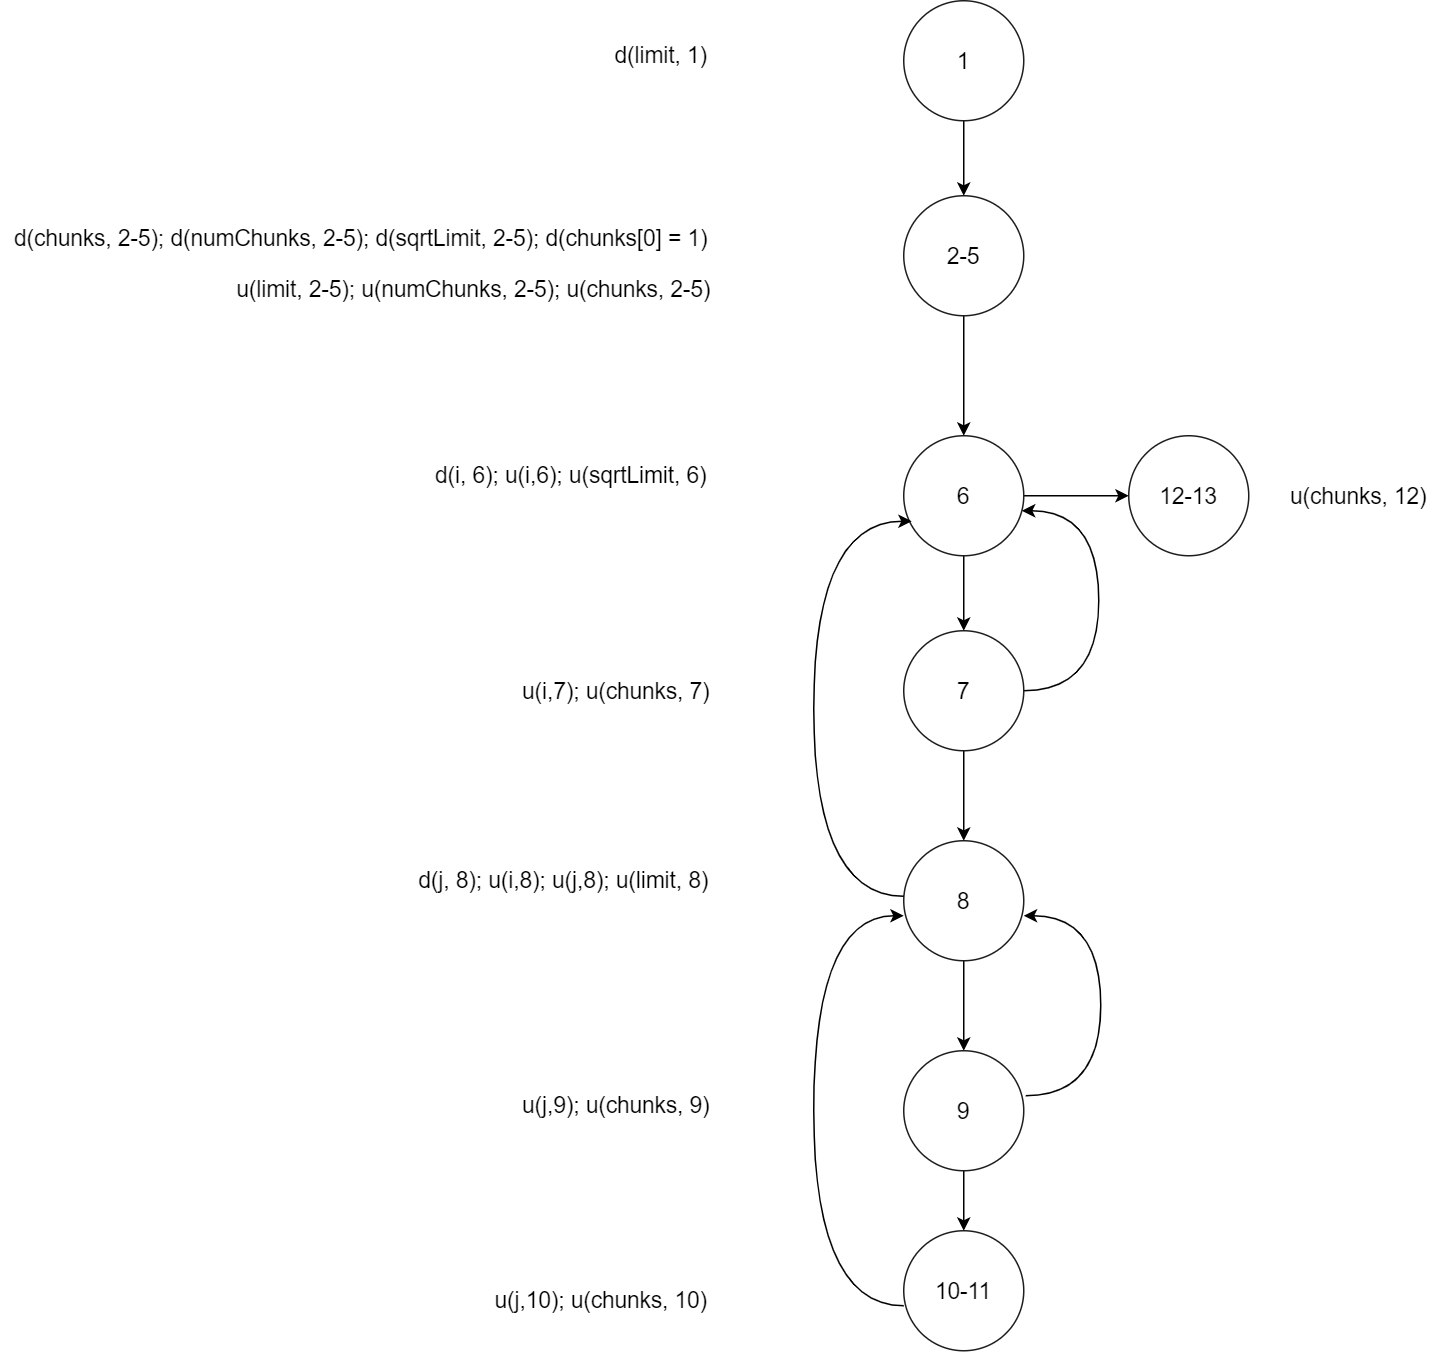 d(limit, 1)
1
d(chunks, 2-5); d(numChunks, 2-5); d(sqrtLimit, 2-5); d(chunks[0] = 1)
2-5
u(limit, 2-5); u(numChunks, 2-5); u(chunks, 2-5)
d(i, 6); u(i,6); u(sqrtLimit, 6)
6
12-13
u(chunks, 12)
u(i,7); u(chunks, 7)
7
d(j, 8); u(i,8); u(j,8); u(limit, 8)
8
u(j,9); u(chunks, 9)
9
u(j,10); u(chunks, 10)
10-11